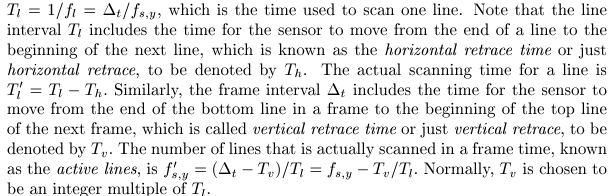 T_l = 1/f_l = Δ_t/f_{s,y}, which is the time used to scan one line. Note that the line
interval T_l includes the time for the sensor to move from the end of a line to the
beginning of the next line, which is known as the horizontal retrace time or just
horizontal retrace, to be denoted by T_h. The actual scanning time for a line is
T′_l = T_l − T_h. Similarly, the frame interval Δ_t includes the time for the sensor to
move from the end of the bottom line in a frame to the beginning of the top line
of the next frame, which is called vertical retrace time or just vertical retrace, to be
denoted by T_v. The number of lines that is actually scanned in a frame time, known
as the active lines, is f′_{s,y} = (Δ_t − T_v)/T_l = f_{s,y} − T_v/T_l. Normally, T_v is chosen to
be an integer multiple of T_l.